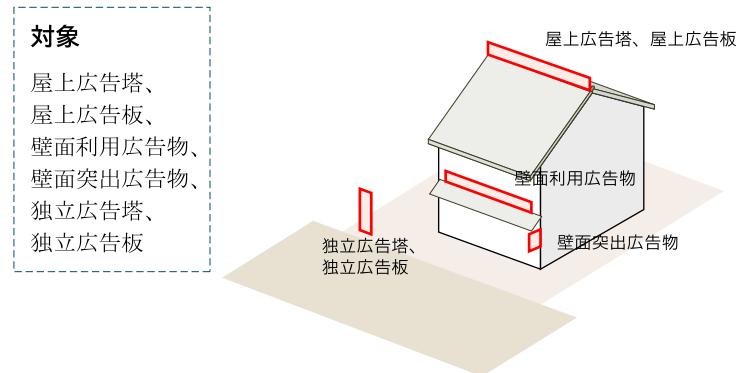 対象
屋上広告塔、
屋上広告板、
壁面利用広告物、
壁面突出広告物、
独立広告塔、
独立広告板
屋上広告塔、屋上広告板
壁面利用広告物
壁面突出広告物
独立広告塔、
独立広告板